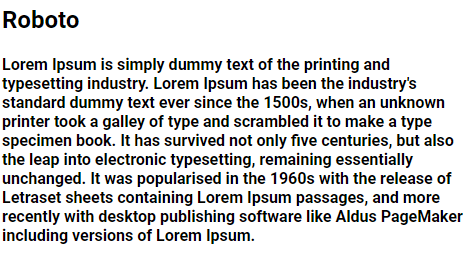 Roboto
Lorem Ipsum is simply dummy text of the printing and
typesetting industry. Lorem Ipsum has been the industry's
standard dummy text ever since the 1500s, when an unknown
printer took a galley of type and scrambled it to make a type
specimen book. It has survived not only five centuries, but also
the leap into electronic typesetting, remaining essentially
unchanged. It was popularised in the 1960s with the release of
Letraset sheets containing Lorem Ipsum passages, and more
recently with desktop publishing software like Aldus PageMaker
including versions of Lorem Ipsum.